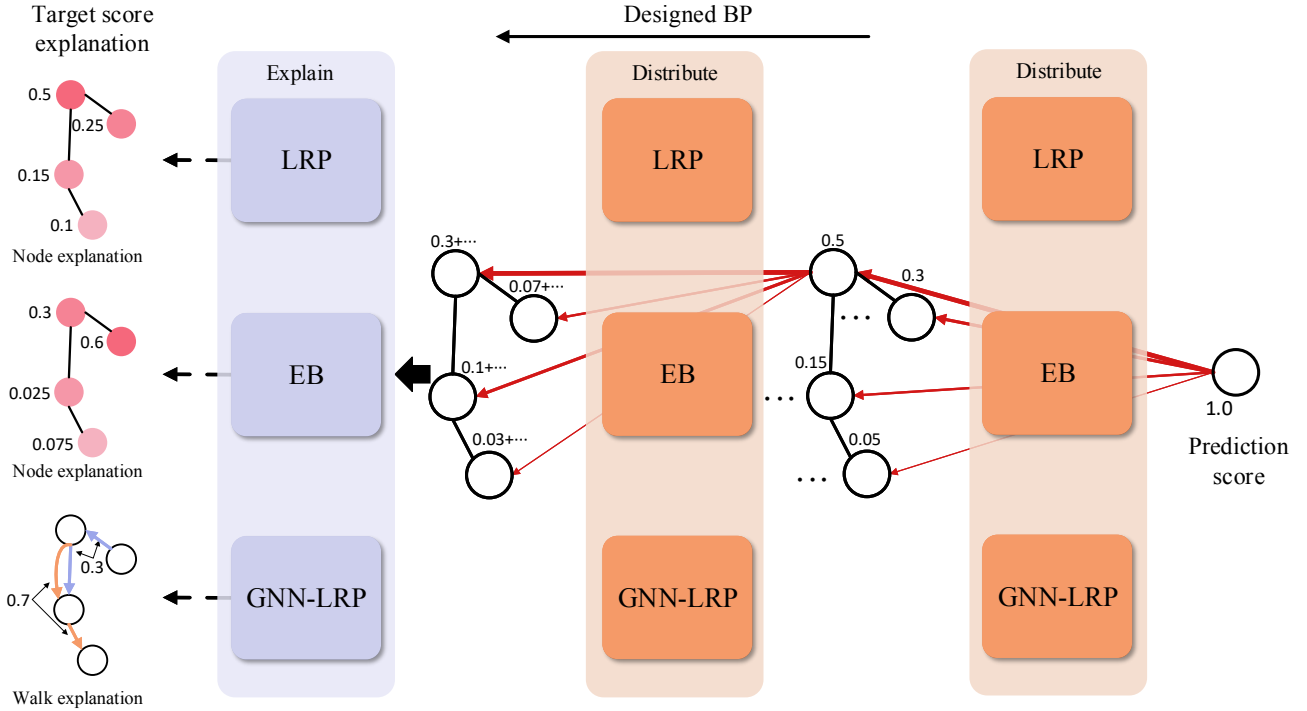 Target score
explanation
Designed BP
Explain
Distribute
Distribute
LRP
LRP
LRP
0.5
0.25
0.15
0.1
Node explanation
0.3+···
0.07+···
0.1+···
0.03+···
0.5
0.3
0.15
0.05
...
...
...
EB
EB
EB
1.0
Prediction
score
0.3
0.6
0.025
0.075
Node explanation
GNN-LRP
GNN-LRP
GNN-LRP
0.3
0.7
Walk explanation